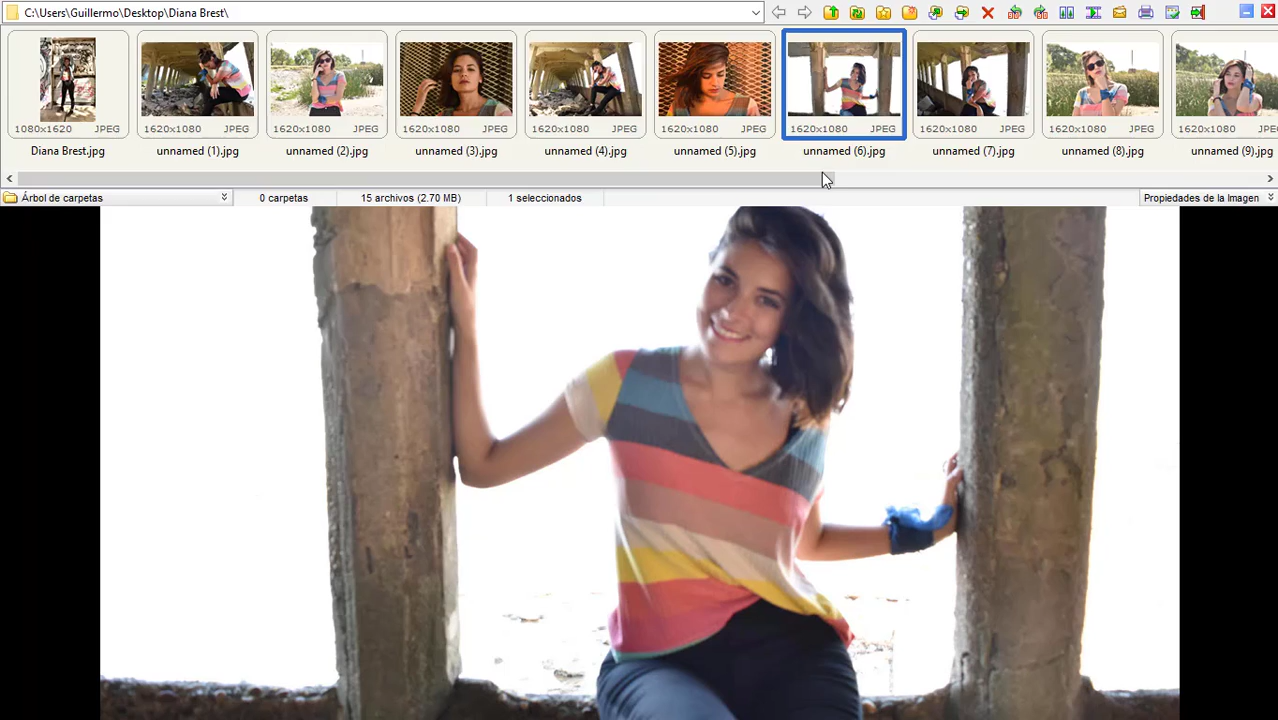 C:\Users\Guillermo\Desktop\Diana Brest\
1080x1620 JPEG
1620x1080 JPEG
1620x1080 JPEG
1620x1080 JPEG
1620x1080 JPEG
1620x1080 JPEG
1620x1080 JPEG
1620x1080 JPEG
1620x1080 JPEG
1620x1080 JPEG
Diana Brest.jpg
unnamed (1).jpg
unnamed (2).jpg
unnamed (3).jpg
unnamed (4).jpg
unnamed (5).jpg
unnamed (6).jpg
unnamed (7).jpg
unnamed (8).jpg
unnamed (9).jpg
Árbol de carpetas
0 carpetas
15 archivos (2.70 MB)
1 seleccionados
Propiedades de la Imagen